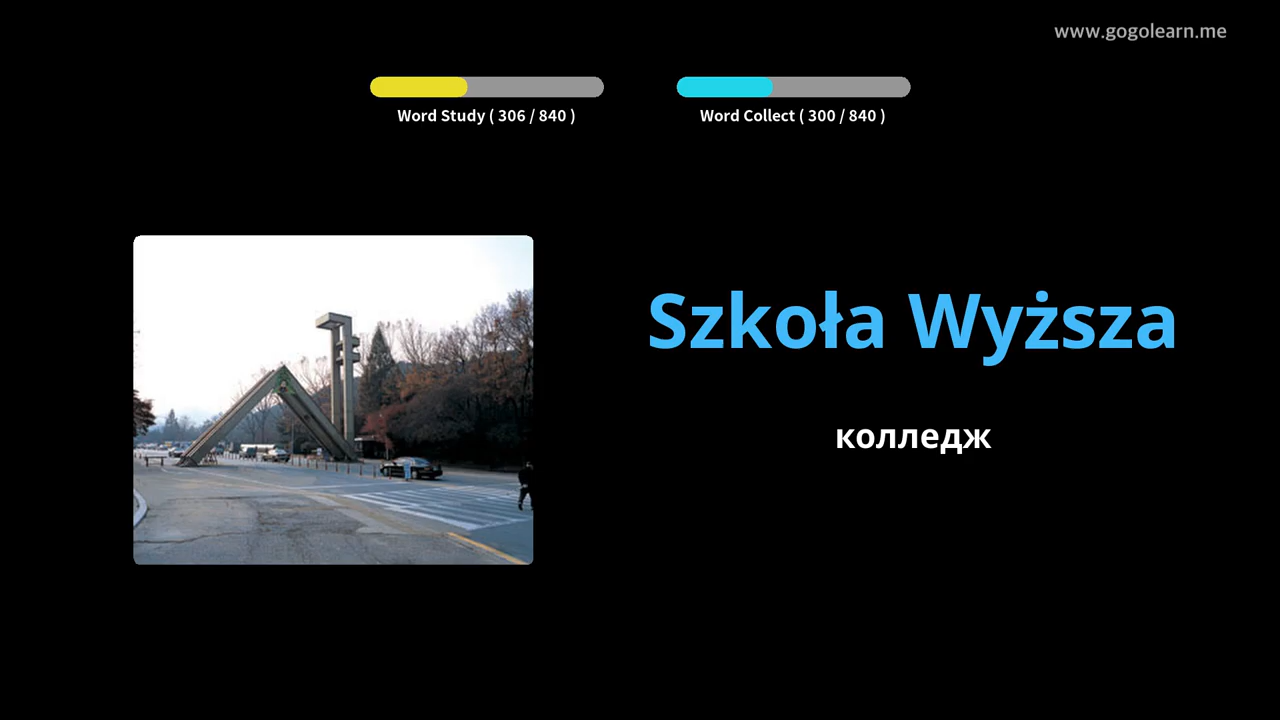 www.gogolearn.me
Word Study ( 306 / 840 )
Word Collect ( 300 / 840 )
Szkoła Wyższa
колледж